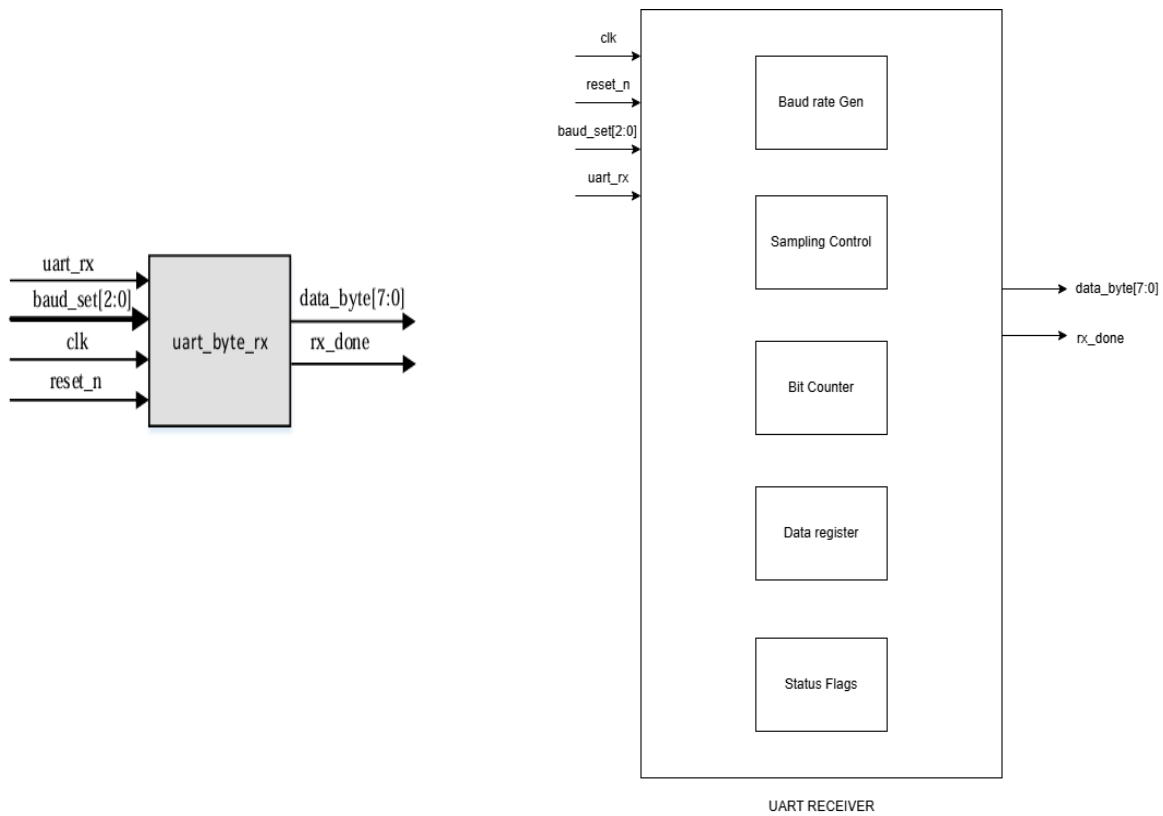 uart_rx
baud_set[2:0]
clk
reset_n
uart_byte_rx
data_byte[7:0]
rx_done
clk
reset_n
baud_set[2:0]
uart_rx
Baud rate Gen
Sampling Control
Bit Counter
Data register
Status Flags
data_byte[7:0]
rx_done
UART RECEIVER